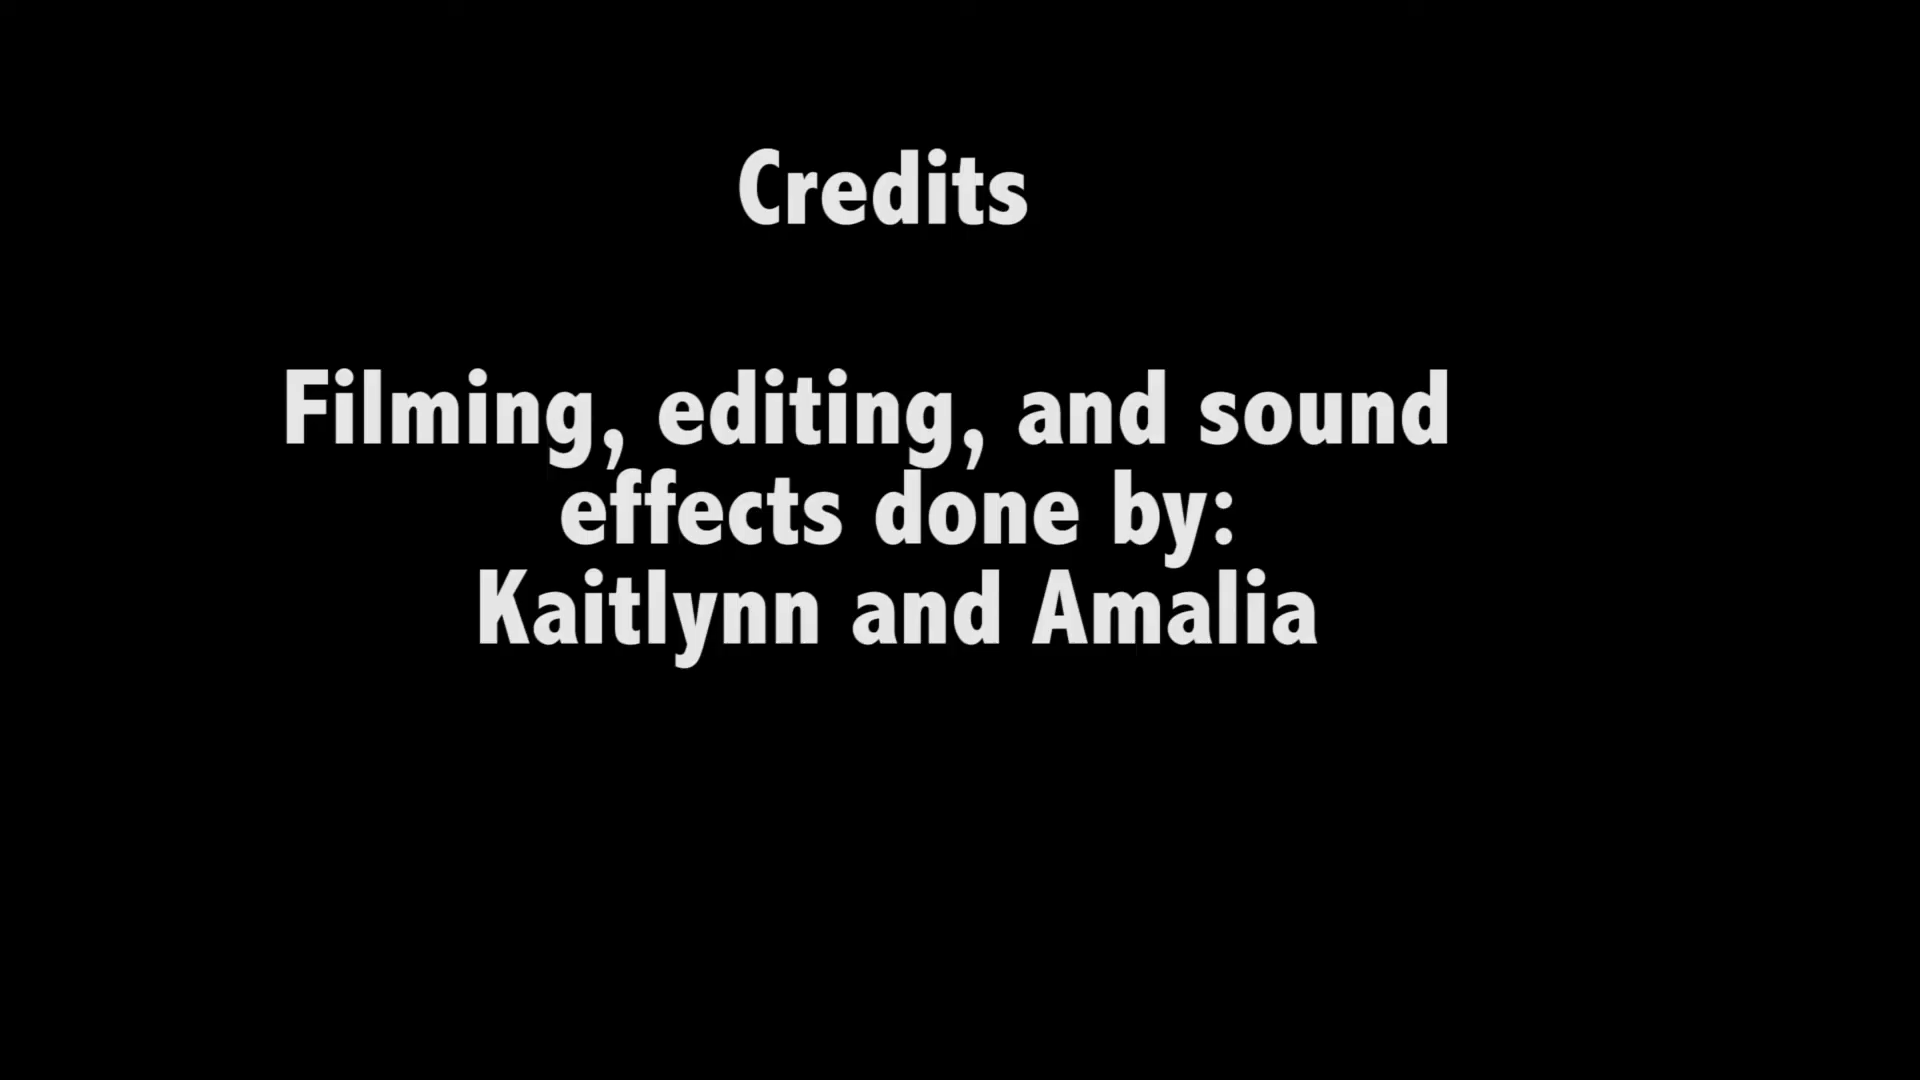 Credits
Filming, editing, and sound
effects done by:
Kaitlynn and Amalia